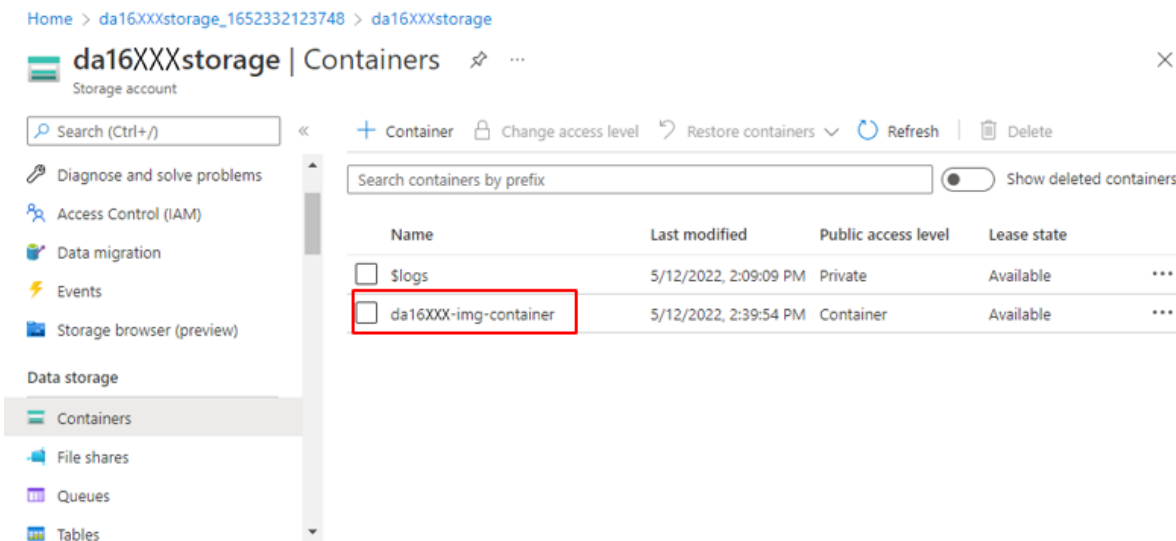 Home > da16XXXstorage_1652332123748 > da16XXXstorage
da16XXXstorage | Containers ...
Storage account
Search (Ctrl+/) «
Diagnose and solve problems
Access Control (IAM)
Data migration
Events
Storage browser (preview)
Data storage
Containers
File shares
Queues
Tables
+ Container Change access level Restore containers Refresh Delete
Search containers by prefix Show deleted containers
Name Last modified Public access level Lease state
$logs 5/12/2022, 2:09:09 PM Private Available ...
da16XXX-img-container 5/12/2022, 2:39:54 PM Container Available ...